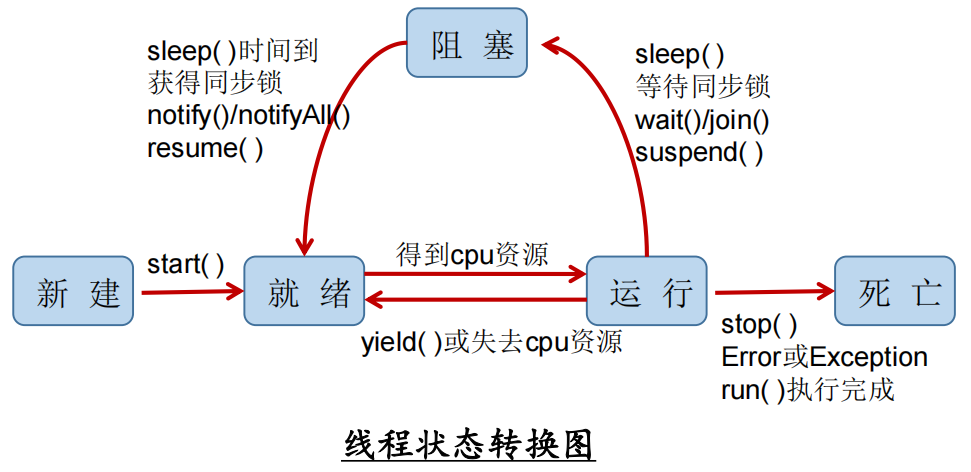 阻 塞
sleep( )时间到
获得同步锁
notify()/notifyAll()
resume( )
sleep( )
等待同步锁
wait()/join()
suspend( )
新 建
start( )
就 绪
得到cpu资源
yield( )或失去cpu资源
运 行
死 亡
stop( )
Error或Exception
run( )执行完成
线程状态转换图